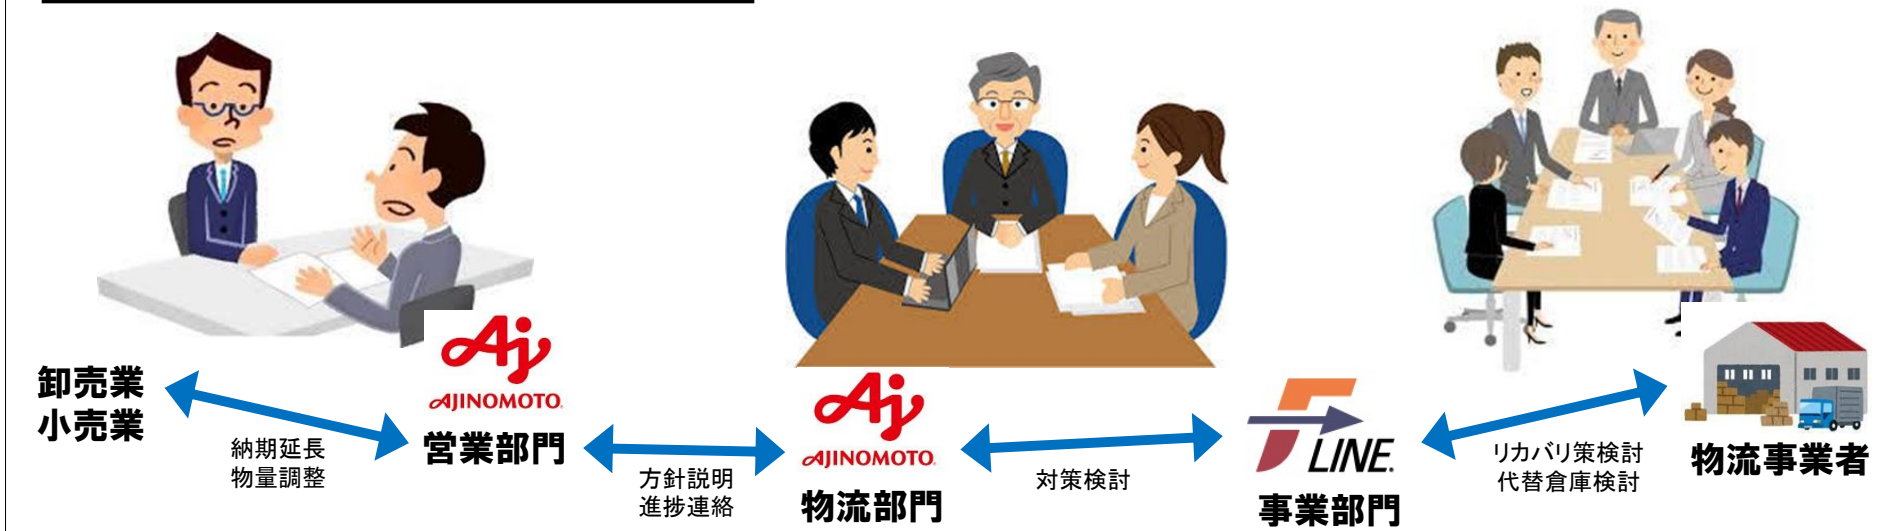 卸売業
小売業
納期延長
物量調整
AJINOMOTO.
営業部門
方針説明
進捗連絡
AJINOMOTO.
物流部門
対策検討
F
LINE.
事業部門
リカバリ策検討
代替倉庫検討
物流事業者